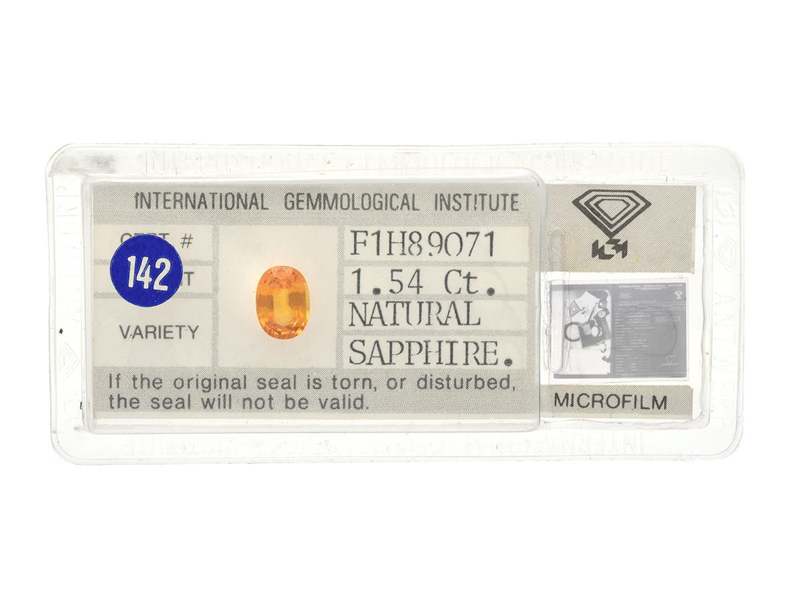 INTERNATIONAL GEMMOLOGICAL INSTITUTE
CERT #
F1H89071
142
1.54 Ct.
VARIETY
NATURAL
SAPPHIRE.
If the original seal is torn, or disturbed,
the seal will not be valid.
MICROFILM